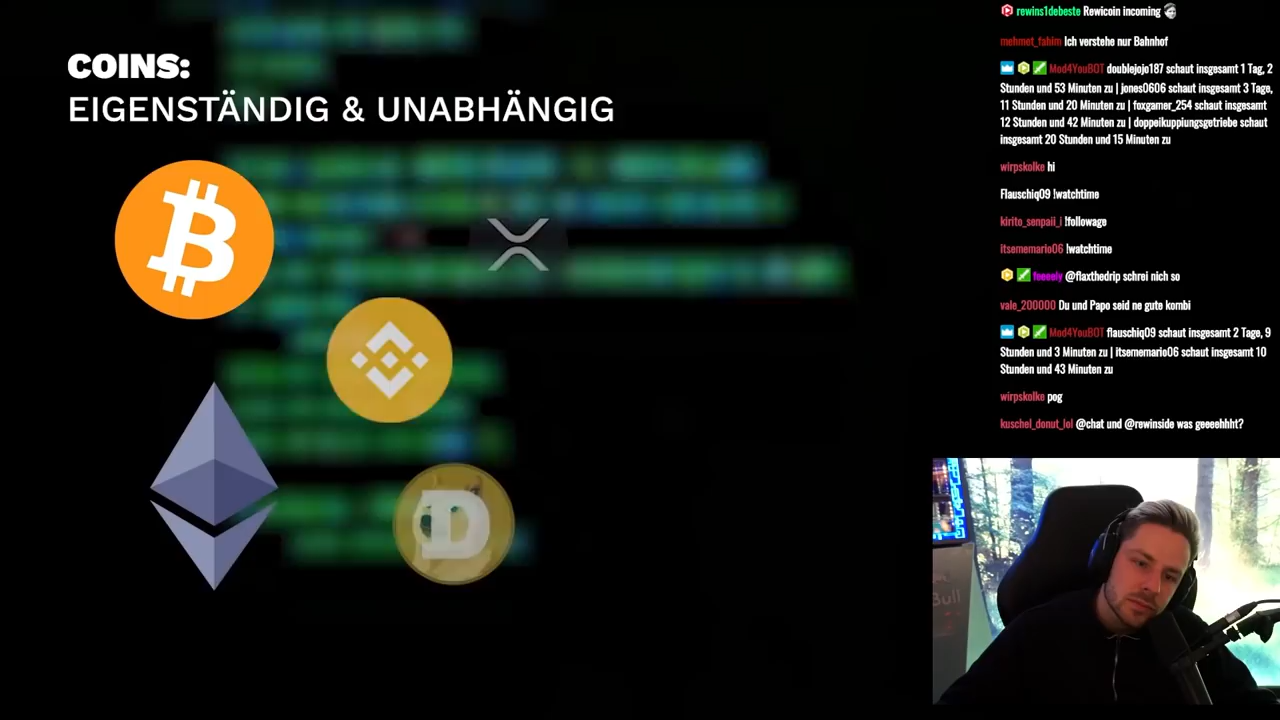 COINS:
EIGENSTÄNDIG & UNABHÄNGIG
rewins1debeste Rewicoin incoming
mehmet_fahim Ich verstehe nur Bahnhof
Mod4YouBOT doublejojo187 schaut insgesamt 1 Tag, 2
Stunden und 53 Minuten zu | jones0606 schaut insgesamt 3 Tage,
11 Stunden und 20 Minuten zu | foxgamer_254 schaut insgesamt
12 Stunden und 42 Minuten zu | doppelkuppiungsgetriebe schaut
insgesamt 20 Stunden und 15 Minuten zu
wirpskolke hi
Flauschiq09 !watchtime
kirito_senpaii_i !followage
itsmemario06 !watchtime
feeeely @flaxthedrip schrei nich so
vale_200000 Du und Papo seid ne gute kombi
Mod4YouBOT flauschiq09 schaut insgesamt 2 Tage, 9
Stunden und 3 Minuten zu | itsememario06 schaut insgesamt 10
Stunden und 43 Minuten zu
wirpskolke pog
kuschel_donut_lol @chat und @rewinside was geeeehhht?
Bull